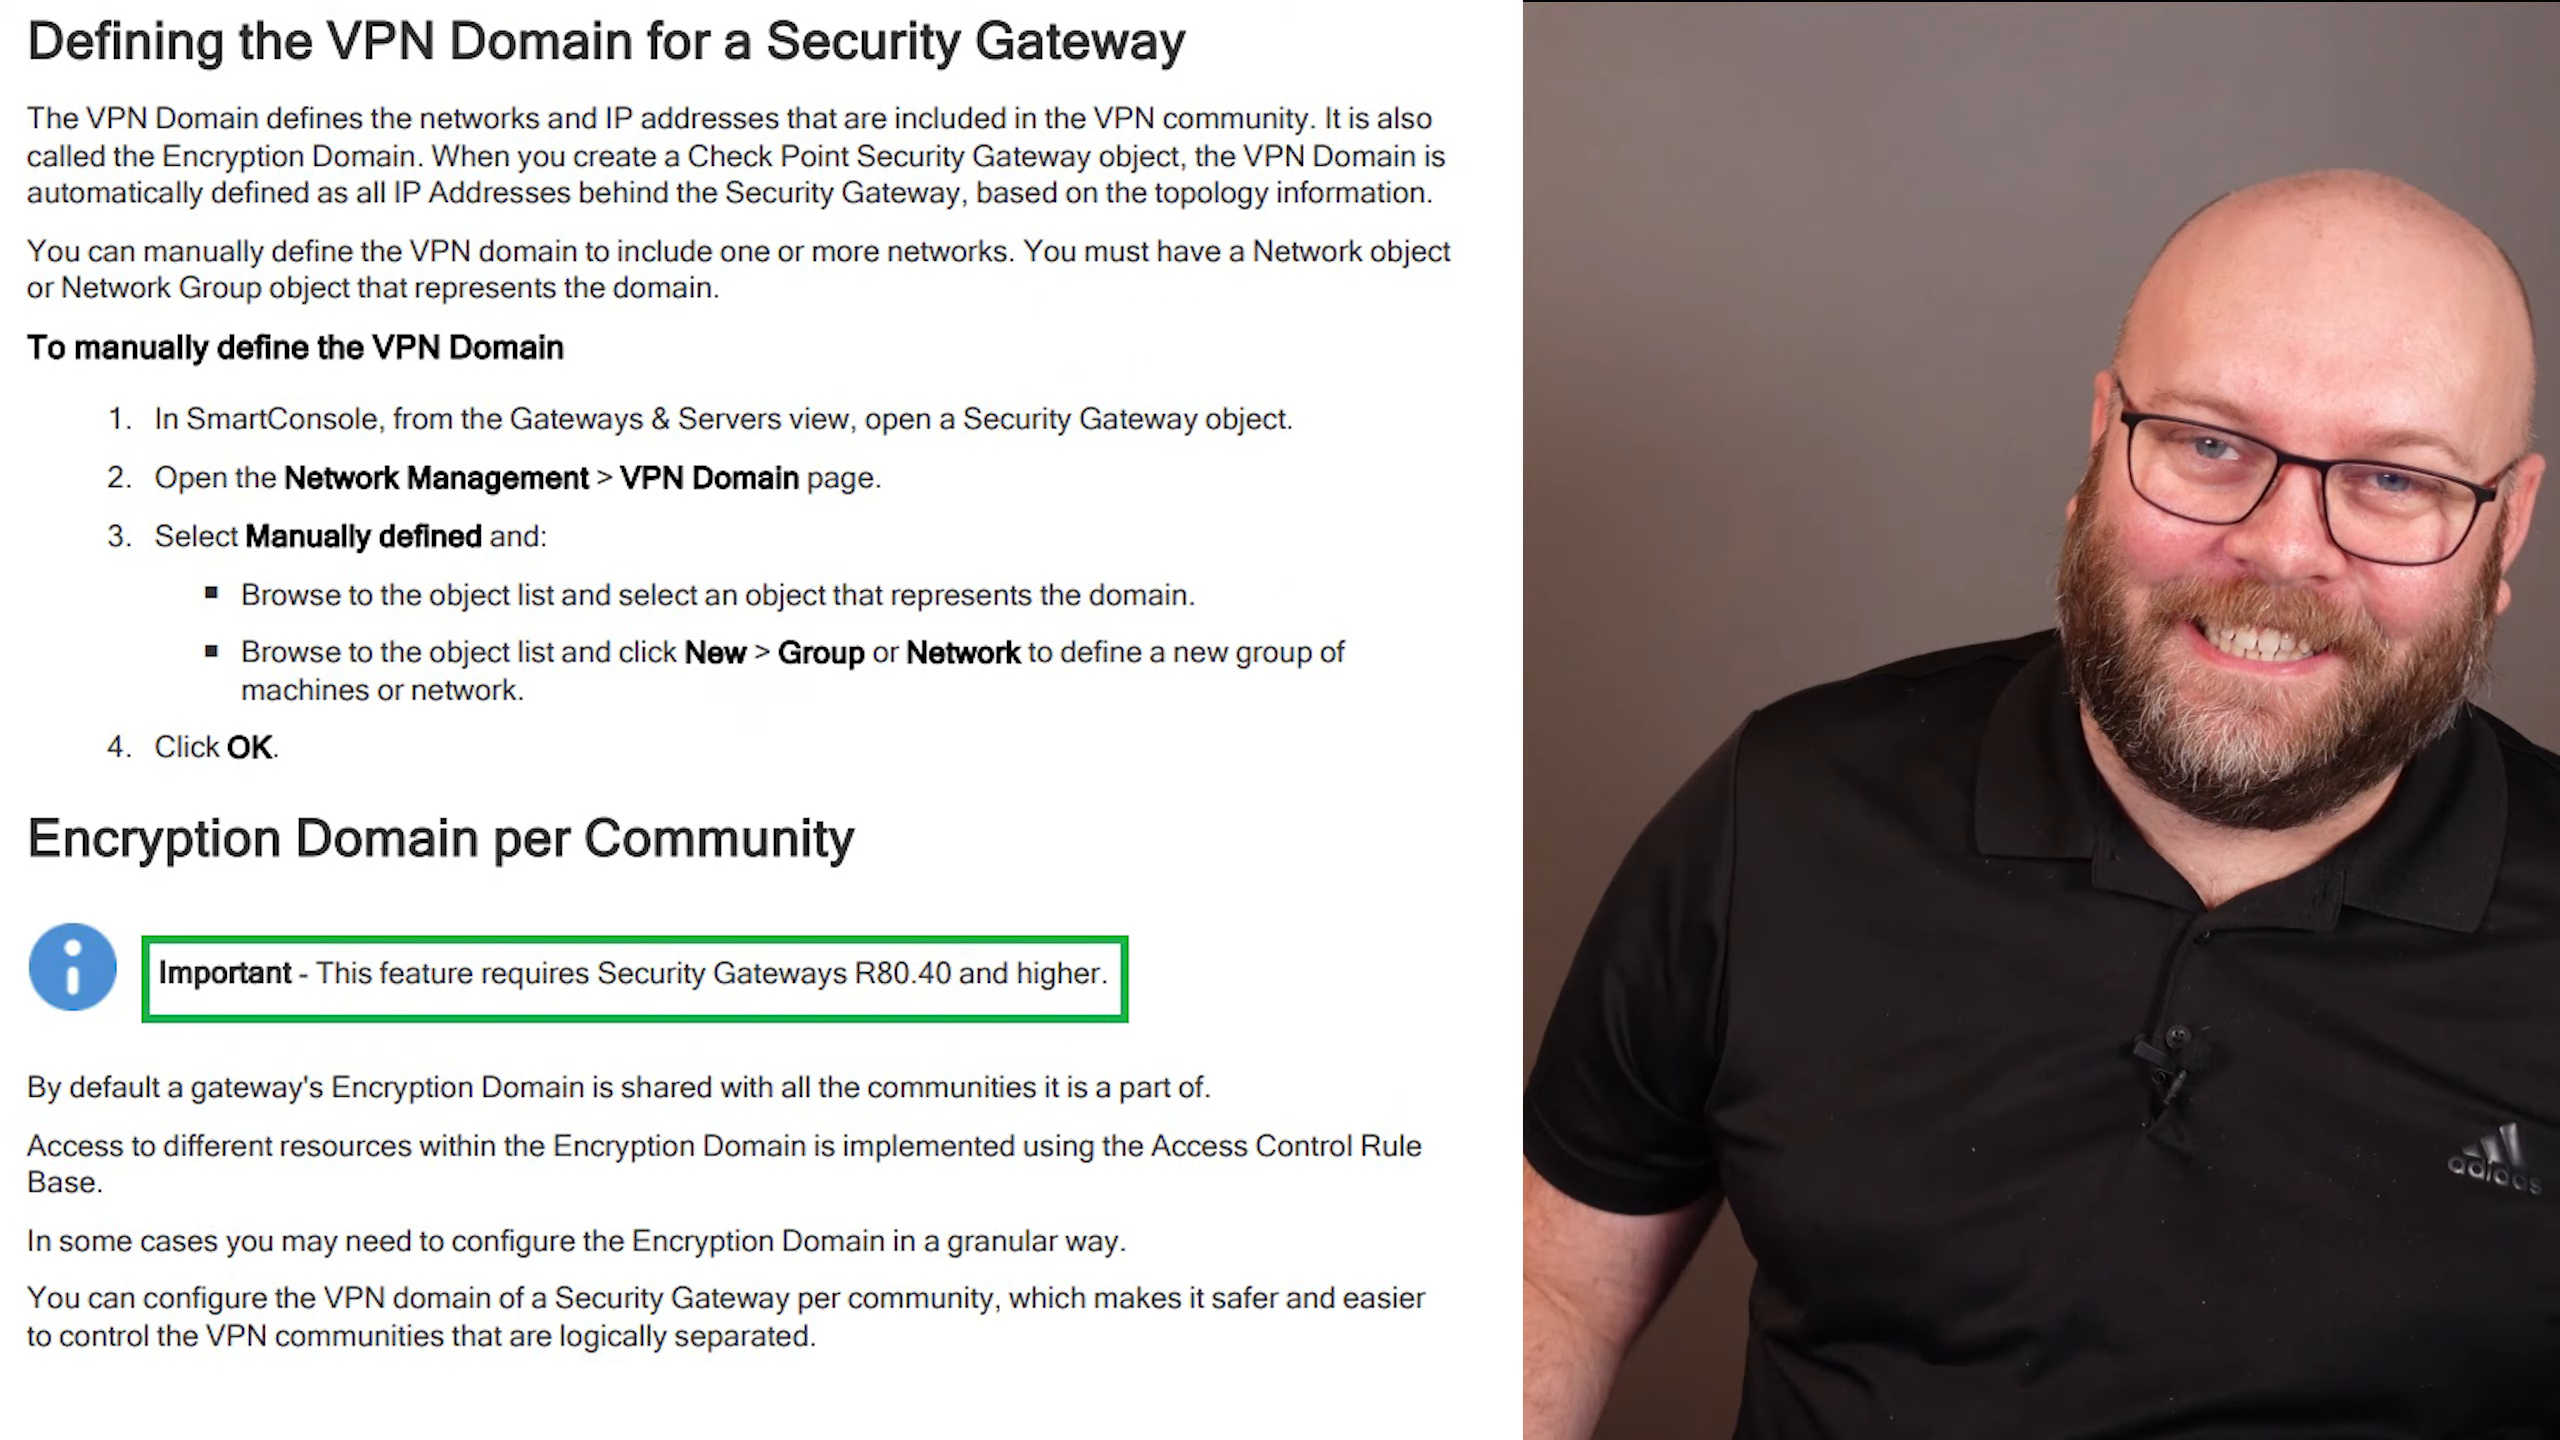 Defining the VPN Domain for a Security Gateway
The VPN Domain defines the networks and IP addresses that are included in the VPN community. It is also
called the Encryption Domain. When you create a Check Point Security Gateway object, the VPN Domain is
automatically defined as all IP Addresses behind the Security Gateway, based on the topology information.
You can manually define the VPN domain to include one or more networks. You must have a Network object
or Network Group object that represents the domain.
To manually define the VPN Domain
1. In SmartConsole, from the Gateways & Servers view, open a Security Gateway object.
2. Open the Network Management > VPN Domain page.
3. Select Manually defined and:
■ Browse to the object list and select an object that represents the domain.
■ Browse to the object list and click New > Group or Network to define a new group of
machines or network.
4. Click OK.
Encryption Domain per Community
Important - This feature requires Security Gateways R80.40 and higher.
By default a gateway's Encryption Domain is shared with all the communities it is a part of.
Access to different resources within the Encryption Domain is implemented using the Access Control Rule
Base.
In some cases you may need to configure the Encryption Domain in a granular way.
You can configure the VPN domain of a Security Gateway per community, which makes it safer and easier
to control the VPN communities that are logically separated.
adidas